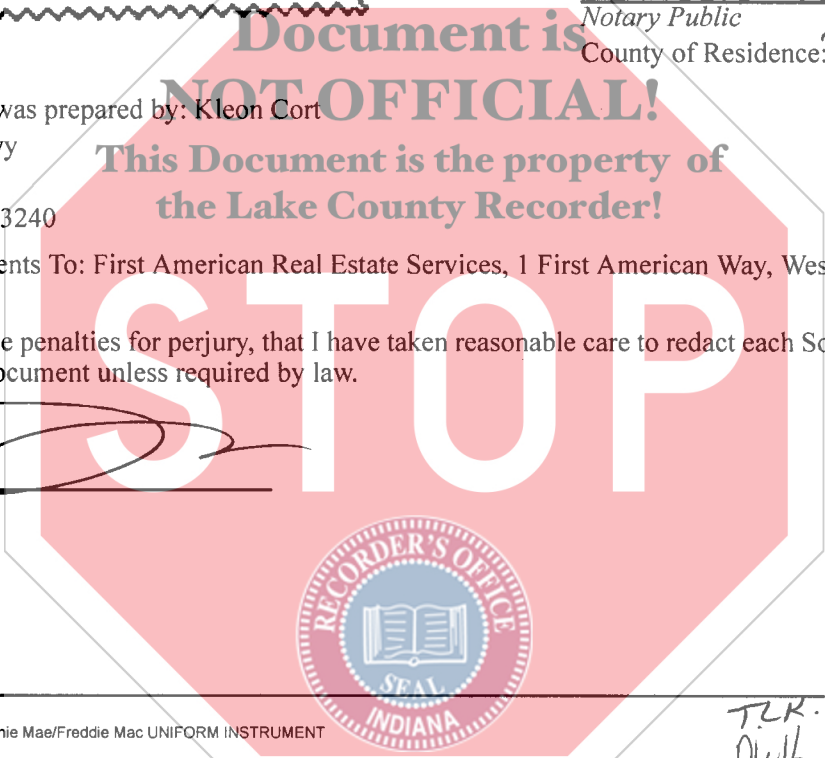 Document is
Notary Public
County of Residence:
NOT OFFICIAL!
was prepared by: Kleon Cort
This Document is the property of
the Lake County Recorder!
3240
ents To: First American Real Estate Services, 1 First American Way, Wes
STOP
e penalties for perjury, that I have taken reasonable care to redact each So
ocument unless required by law.
RECORDER'S OFFICE
SEAL
INDIANA
nie Mae/Freddie Mac UNIFORM INSTRUMENT
T.L.K.